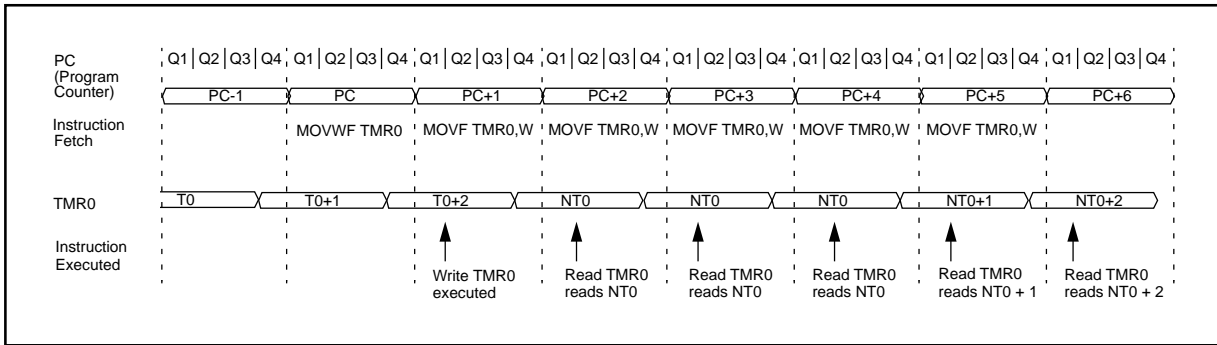 PC
(Program
Counter)
Q1 | Q2 | Q3 | Q4 Q1 | Q2 | Q3 | Q4 Q1 | Q2 | Q3 | Q4 Q1 | Q2 | Q3 | Q4 Q1 | Q2 | Q3 | Q4 Q1 | Q2 | Q3 | Q4 Q1 | Q2 | Q3 | Q4 Q1 | Q2 | Q3 | Q4
PC-1 PC PC+1 PC+2 PC+3 PC+4 PC+5 PC+6
Instruction
Fetch
MOVWF TMR0 MOVF TMR0,W MOVF TMR0,W MOVF TMR0,W MOVF TMR0,W MOVF TMR0,W
TMR0 T0 T0+1 T0+2 NT0 NT0 NT0 NT0+1 NT0+2
Instruction
Executed
Write TMR0 Read TMR0 Read TMR0 Read TMR0 Read TMR0 Read TMR0
executed reads NT0 reads NT0 reads NT0 reads NT0 + 1 reads NT0 + 2